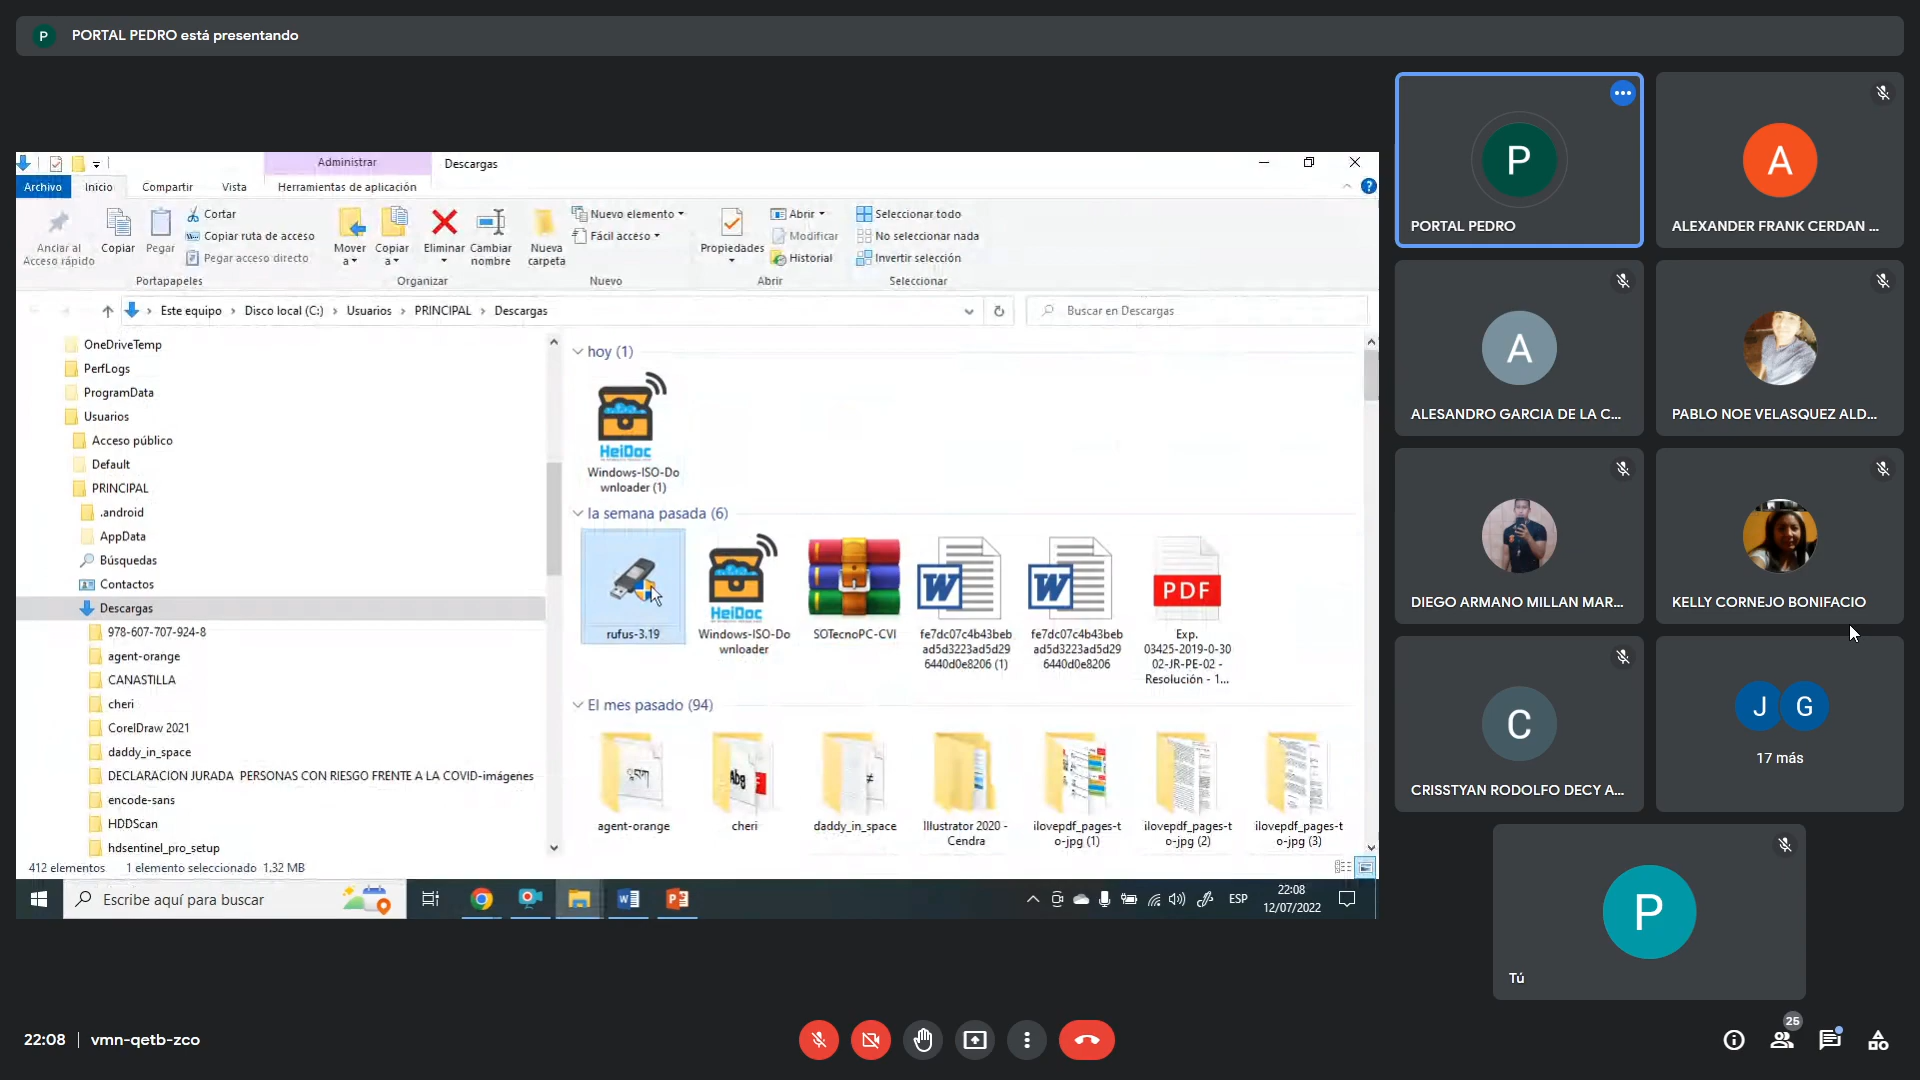 P PORTAL PEDRO está presentando
Administrar
Descargas
Archivo
Inicio
Compartir
Vista
Herramientas de aplicación
Anclar al
Acceso rápido
Copiar
Pegar
Cortar
Copiar ruta de acceso
Pegar acceso directo
Portapapeles
Mover
a
Copiar
a
Eliminar
Cambiar
nombre
Organizar
Nueva
carpeta
Nuevo elemento
Fácil acceso
Nuevo
Propiedades
Abrir
Modificar
Historial
Abrir
Seleccionar todo
No seleccionar nada
Invertir selección
Seleccionar
Este equipo > Disco local (C:) > Usuarios > PRINCIPAL > Descargas
Buscar en Descargas
OneDriveTemp
PerfLogs
ProgramData
Usuarios
Acceso público
Default
PRINCIPAL
.android
AppData
Búsquedas
Contactos
Descargas
978-607-707-924-8
agent-orange
CANASTILLA
cheri
CorelDraw 2021
daddy_in_space
DECLARACION JURADA PERSONAS CON RIESGO FRENTE A LA COVID-imágenes
encode-sans
HDDScan
hdsentinel_pro_setup
hoy (1)
HeiDoc
Windows-ISO-Do
wnloader (1)
la semana pasada (6)
rufus-3.19
HeiDoc
Windows-ISO-Do
wnloader
SOTecnoPC-CVI
W
fe7dc07c4b43beb
ad5d3223ad5d29
6440d0e8206 (1)
W
fe7dc07c4b43beb
ad5d3223ad5d29
6440d0e8206
PDF
Exp.
03425-2019-0-30
02-JR-PE-02 -
Resolución - 1...
El mes pasado (94)
agent-orange
Abg
cheri
daddy_in_space
Illustrator 2020 -
Cendra
ilovepdf_pages-t
o-jpg (1)
ilovepdf_pages-t
o-jpg (2)
ilovepdf_pages-t
o-jpg (3)
412 elementos
1 elemento seleccionado 1,32 MB
Escribe aquí para buscar
ESP
22:08
12/07/2022
P
PORTAL PEDRO
A
ALEXANDER FRANK CERDAN ...
A
ALESANDRO GARCIA DE LA C...
PABLO NOE VELASQUEZ ALD...
DIEGO ARMANO MILLAN MAR...
KELLY CORNEJO BONIFACIO
C
CRISSTYAN RODOLFO DECY A...
J G
17 más
P
Tú
22:08 | vmn-qetb-zco
25